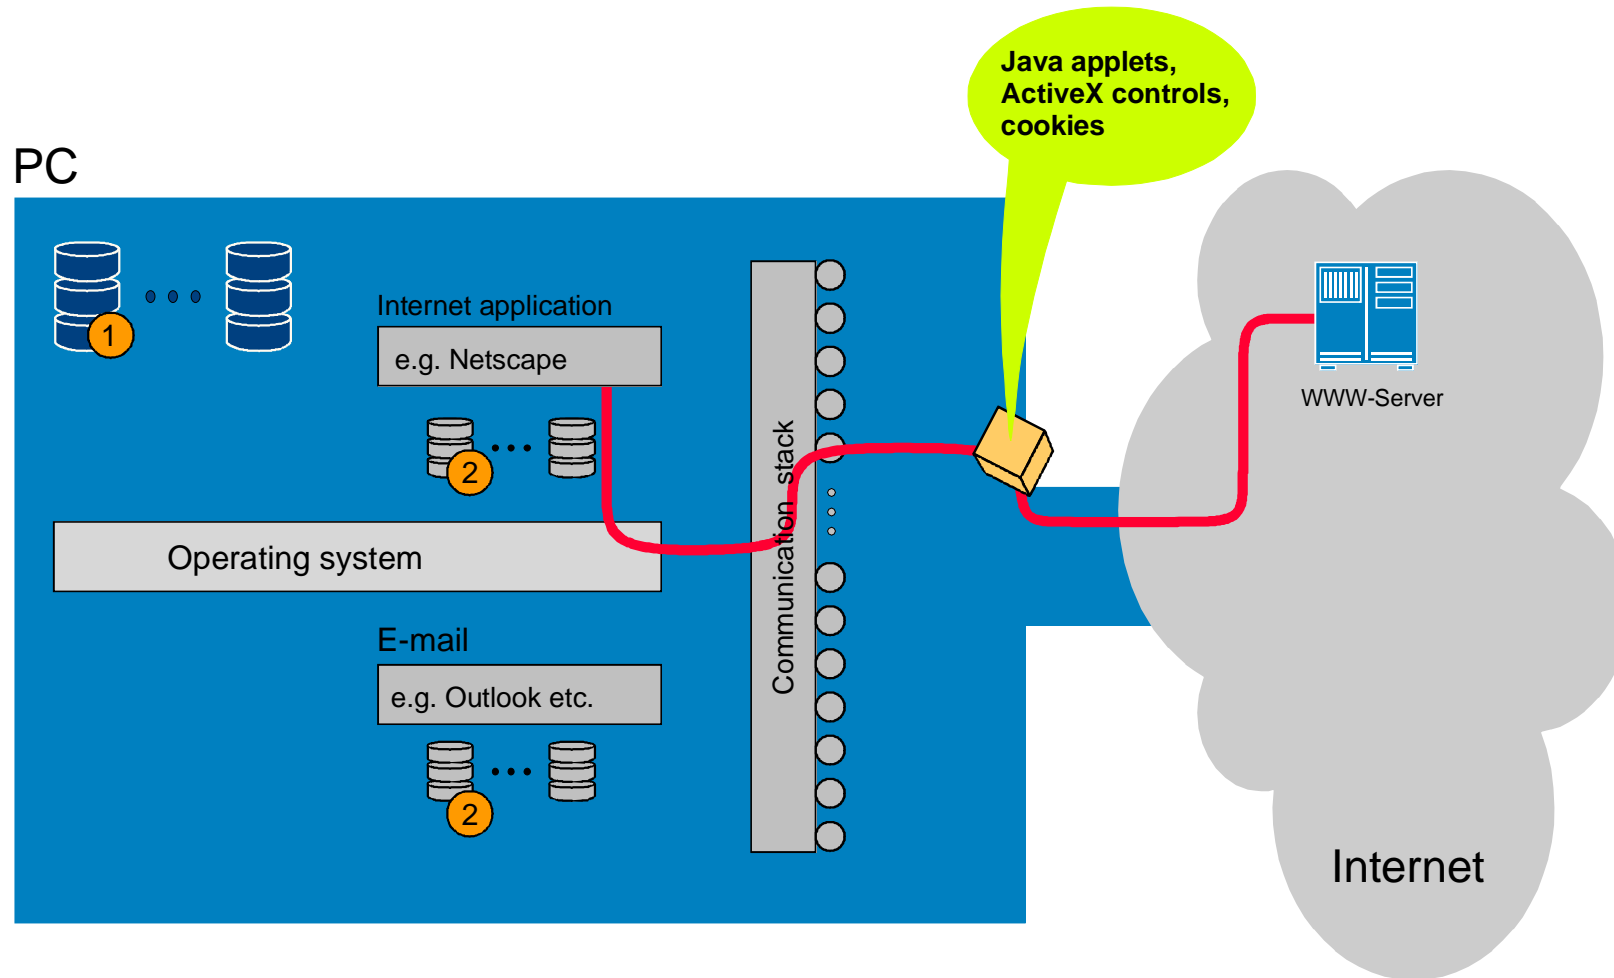 Java applets,
ActiveX controls,
cookies
PC
1
Internet application
e.g. Netscape
2
Operating system
E-mail
e.g. Outlook etc.
2
Communication stack
WWW-Server
Internet